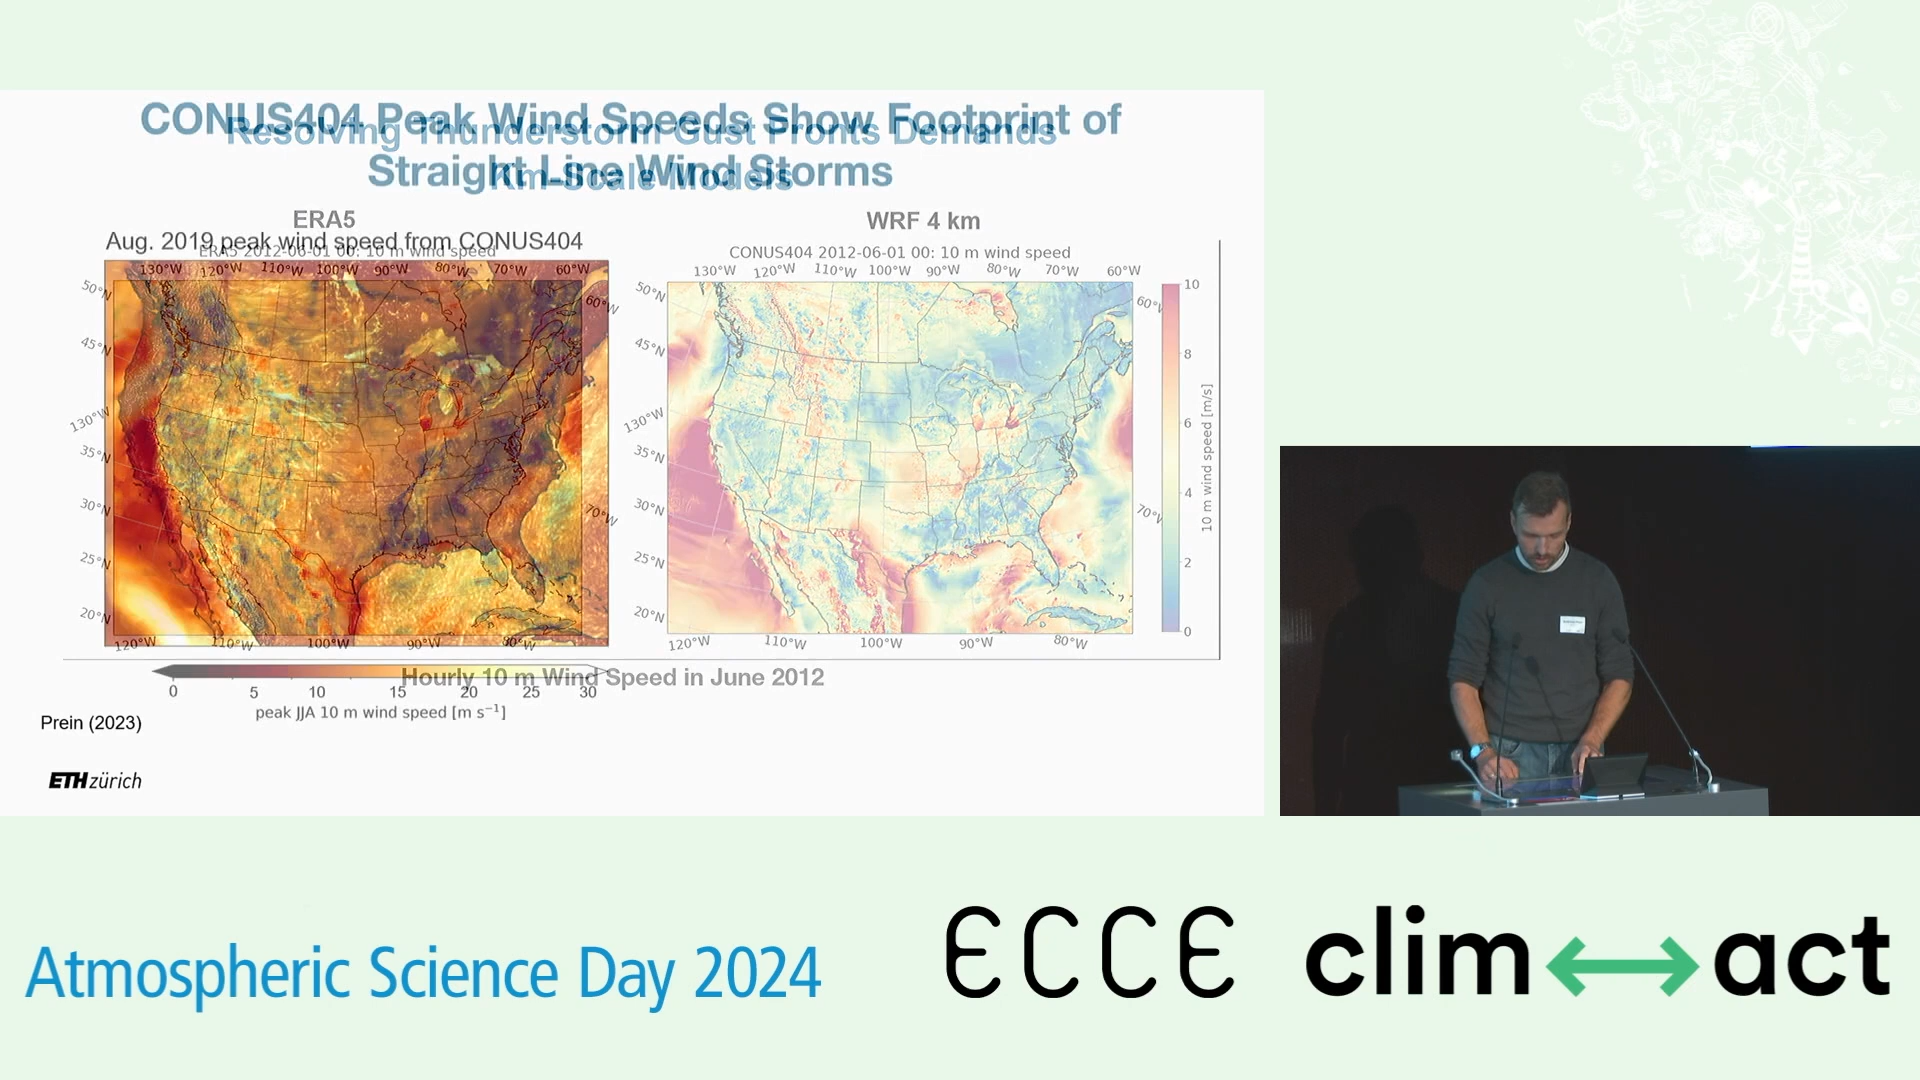 CONUS404 Peak Wind Speeds Show Footprint of
Straight-Line Wind Storms
Resolving Thunderstorm Gust Fronts Demands
Km-Scale Models
ERA5
WRF 4 km
Aug. 2019 peak wind speed from CONUS404
ERA5 2012-06-01 00: 10 m wind speed
CONUS404 2012-06-01 00: 10 m wind speed
130°W 120°W 110°W 100°W 90°W 80°W 70°W 60°W
130°W 120°W 110°W 100°W 90°W 80°W 70°W 60°W
50°N
45°N
130°W
35°N
30°N
25°N
20°N
60°W
70°W
120°W 110°W 100°W 90°W 80°W
50°N
45°N
130°W
35°N
30°N
25°N
20°N
60°W
70°W
120°W 110°W 100°W 90°W 80°W
10
8
6
4
2
0
10 m wind speed [m/s]
Hourly 10 m Wind Speed in June 2012
0 5 10 15 20 25 30
peak JJA 10 m wind speed [m s⁻¹]
Prein (2023)
ETH zürich
Atmospheric Science Day 2024
ECCE
clim act